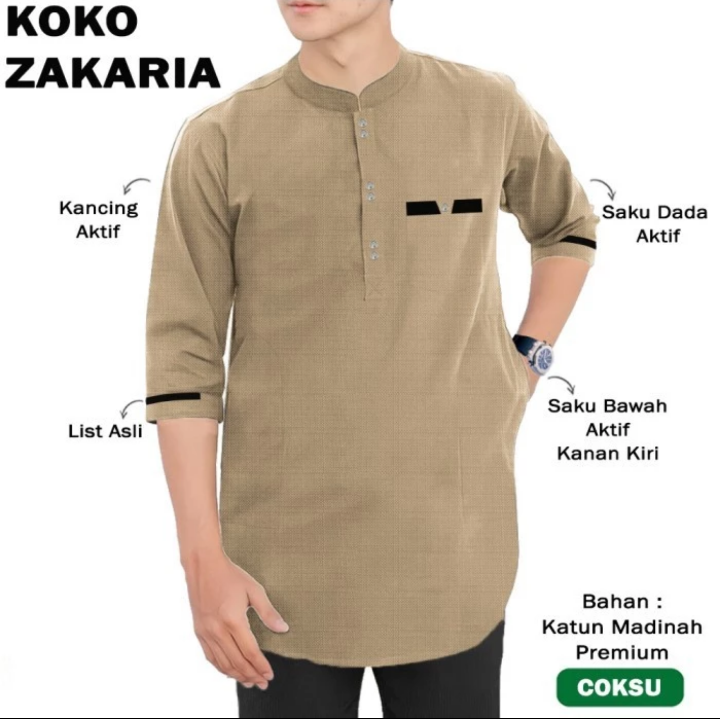 KOKO
ZAKARIA
Kancing
Aktif
Saku Dada
Aktif
List Asli
Saku Bawah
Aktif
Kanan Kiri
Bahan :
Katun Madinah
Premium
COKSU